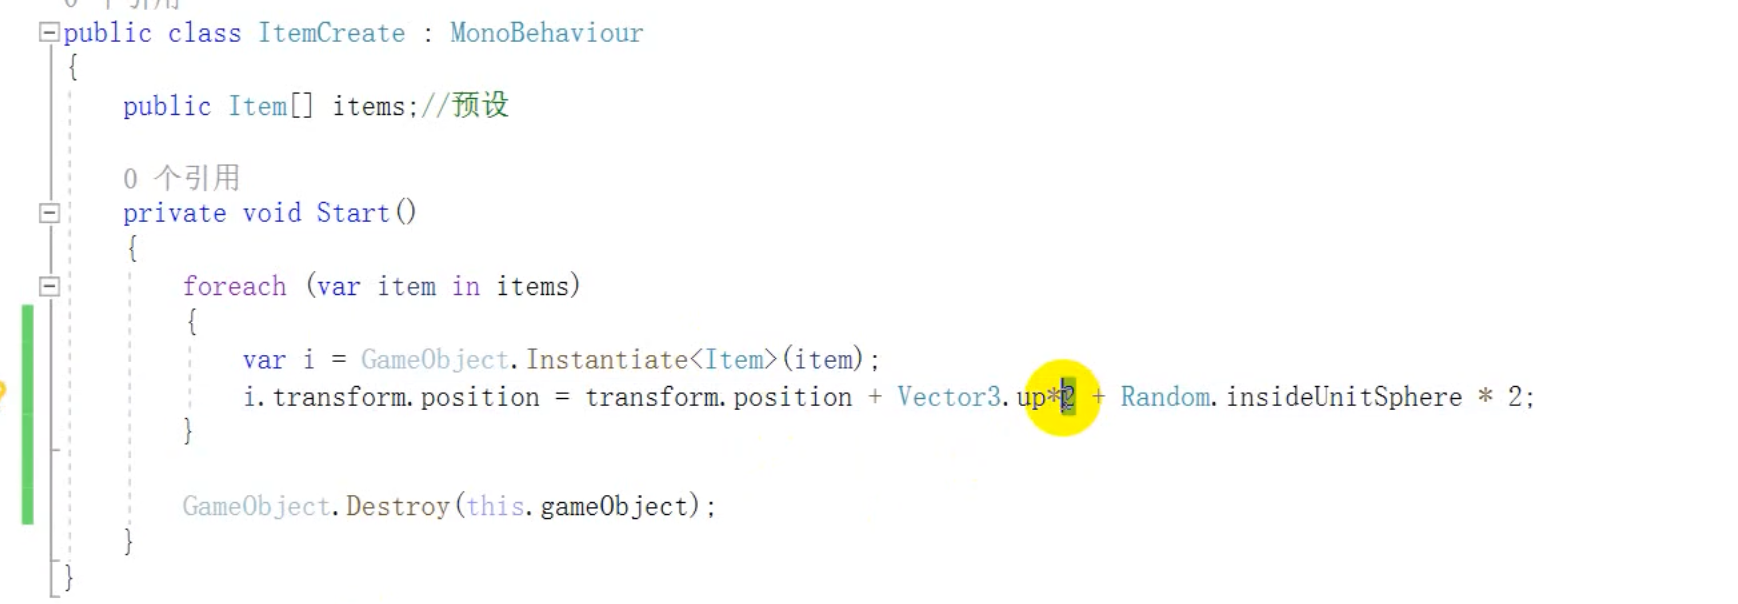 0 个引用
public class ItemCreate : MonoBehaviour
{
public Item[] items;//预设
0 个引用
private void Start()
{
foreach (var item in items)
{
var i = GameObject.Instantiate<Item>(item);
i.transform.position = transform.position + Vector3.up*2 + Random.insideUnitSphere * 2;
}
GameObject.Destroy(this.gameObject);
}
}